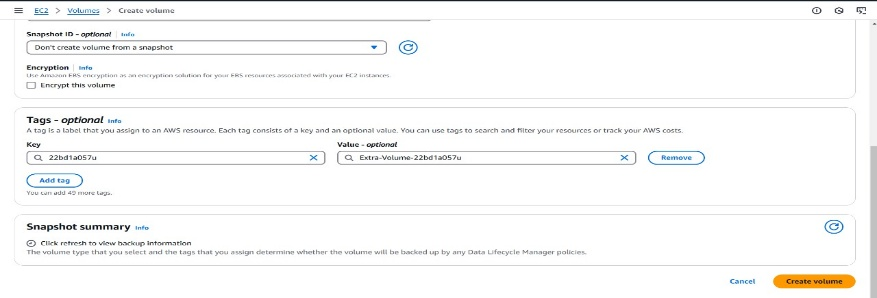 EC2 > Volumes > Create volume
Snapshot ID - optional | Info
Don't create volume from a snapshot
Encryption | Info
Use Amazon EBS encryption as an encryption solution for your EBS resources associated with your EC2 instances.
Encrypt this volume
Tags - optional Info
A tag is a label that you assign to an AWS resource. Each tag consists of a key and an optional value. You can use tags to search and filter your resources or track your AWS costs.
Key Value - optional
22bd1a057u Extra-Volume-22bd1a057u Remove
Add tag
You can add 49 more tags.
Snapshot summary Info
Click refresh to view backup information
The volume type that you select and the tags that you assign determine whether the volume will be backed up by any Data Lifecycle Manager policies.
Cancel Create volume